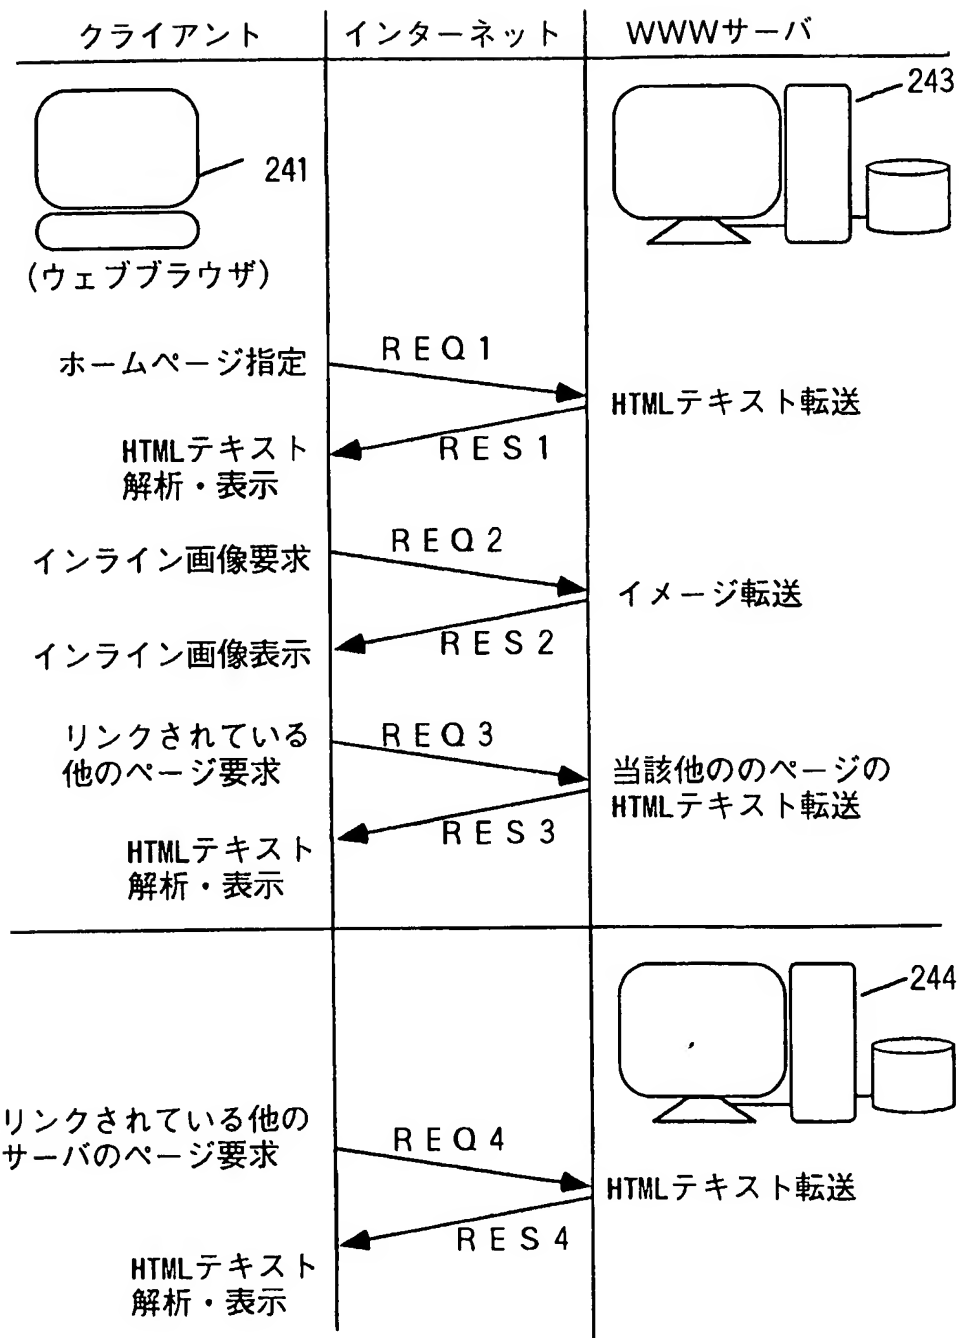 クライアント
インターネット
WWWサーバ
243
241
(ウェブブラウザ)
ホームページ指定
REQ1
HTMLテキスト転送
RES1
HTMLテキスト
解析・表示
インライン画像要求
REQ2
イメージ転送
RES2
インライン画像表示
リンクされている
他のページ要求
REQ3
当該他ののページの
HTMLテキスト転送
RES3
HTMLテキスト
解析・表示
244
リンクされている他の
サーバのページ要求
REQ4
HTMLテキスト転送
RES4
HTMLテキスト
解析・表示